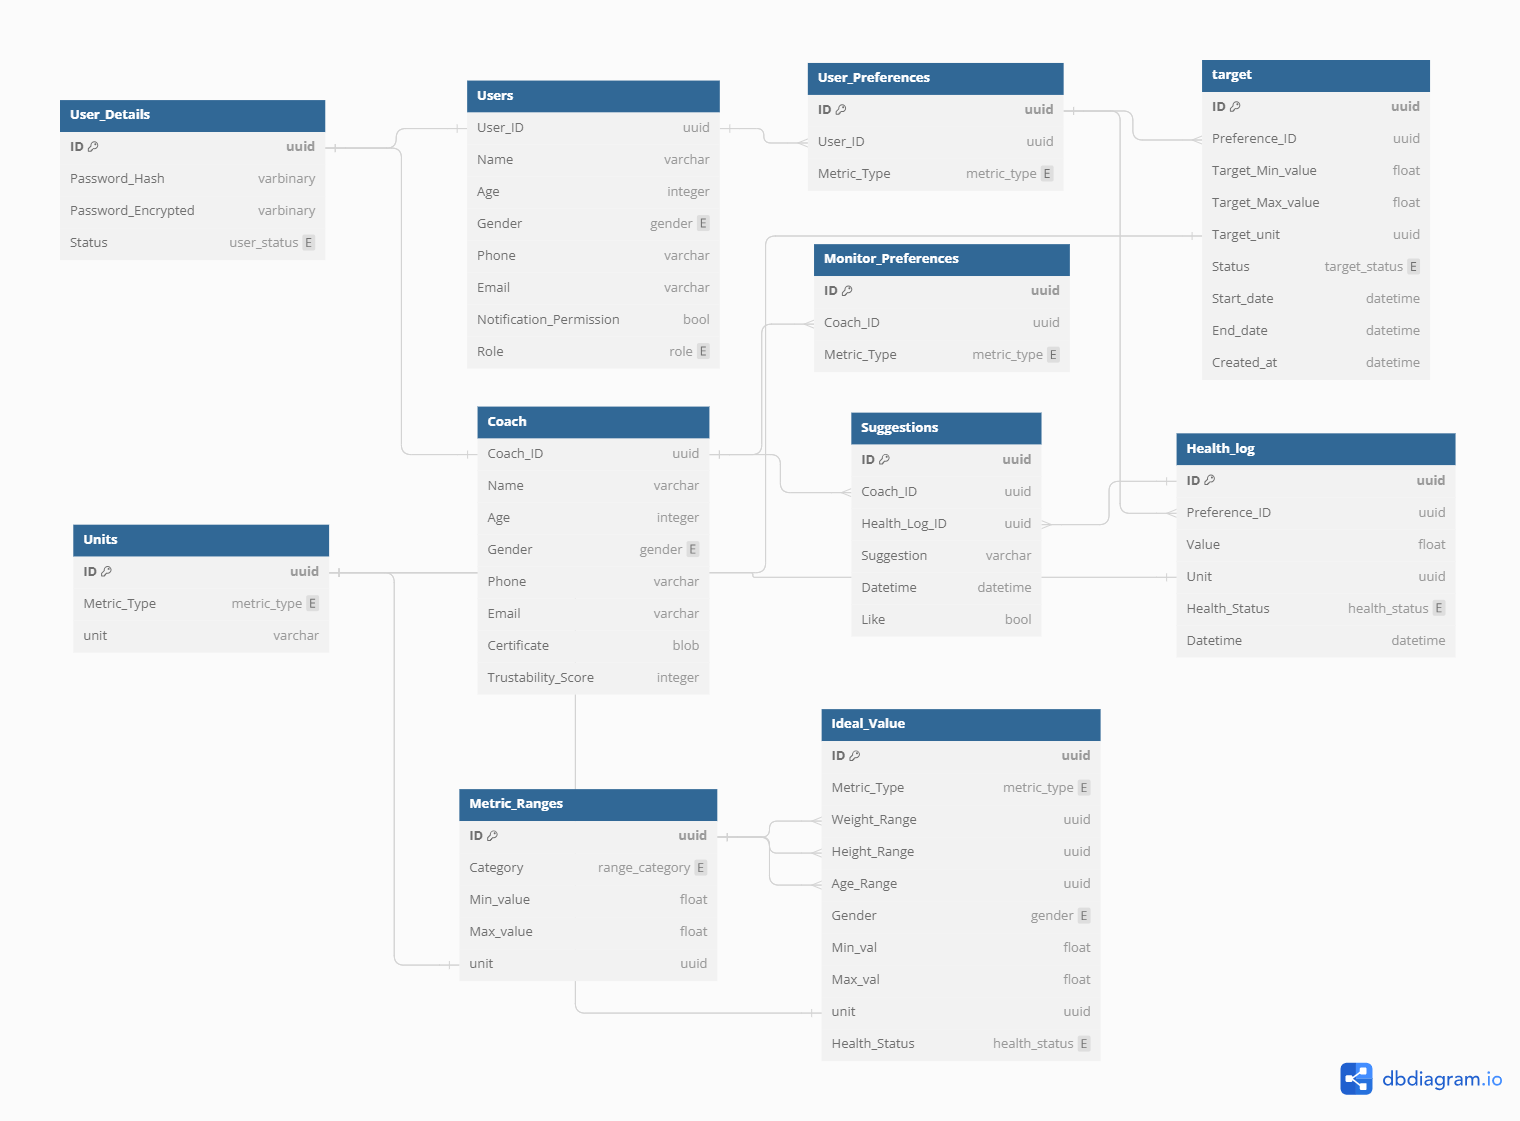 User_Details
ID uuid
Password_Hash varbinary
Password_Encrypted varbinary
Status user_status E
Users
User_ID uuid
Name varchar
Age integer
Gender gender E
Phone varchar
Email varchar
Notification_Permission bool
Role role E
User_Preferences
ID uuid
User_ID uuid
Metric_Type metric_type E
target
ID uuid
Preference_ID uuid
Target_Min_value float
Target_Max_value float
Target_unit uuid
Status target_status E
Start_date datetime
End_date datetime
Created_at datetime
Monitor_Preferences
ID uuid
Coach_ID uuid
Metric_Type metric_type E
Coach
Coach_ID uuid
Name varchar
Age integer
Gender gender E
Phone varchar
Email varchar
Certificate blob
Trustability_Score integer
Suggestions
ID uuid
Coach_ID uuid
Health_Log_ID uuid
Suggestion varchar
Datetime datetime
Like bool
Health_log
ID uuid
Preference_ID uuid
Value float
Unit uuid
Health_Status health_status E
Datetime datetime
Units
ID uuid
Metric_Type metric_type E
unit varchar
Metric_Ranges
ID uuid
Category range_category E
Min_value float
Max_value float
unit uuid
Ideal_Value
ID uuid
Metric_Type metric_type E
Weight_Range uuid
Height_Range uuid
Age_Range uuid
Gender gender E
Min_val float
Max_val float
unit uuid
Health_Status health_status E
dbdiagram.io